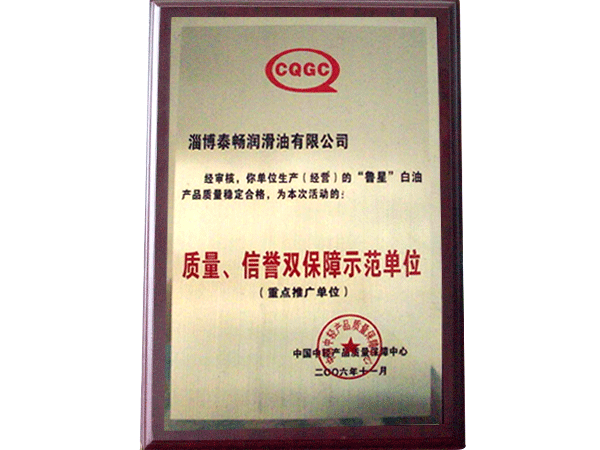 CQGC
淄博泰畅润滑油有限公司
经审核，你单位生产（经营）的“鲁星”白油
产品质量稳定合格，为本次活动的：
质量、信誉双保障示范单位
（重点推广单位）
中国中轻产品质量保障中心
二〇〇六年十一月